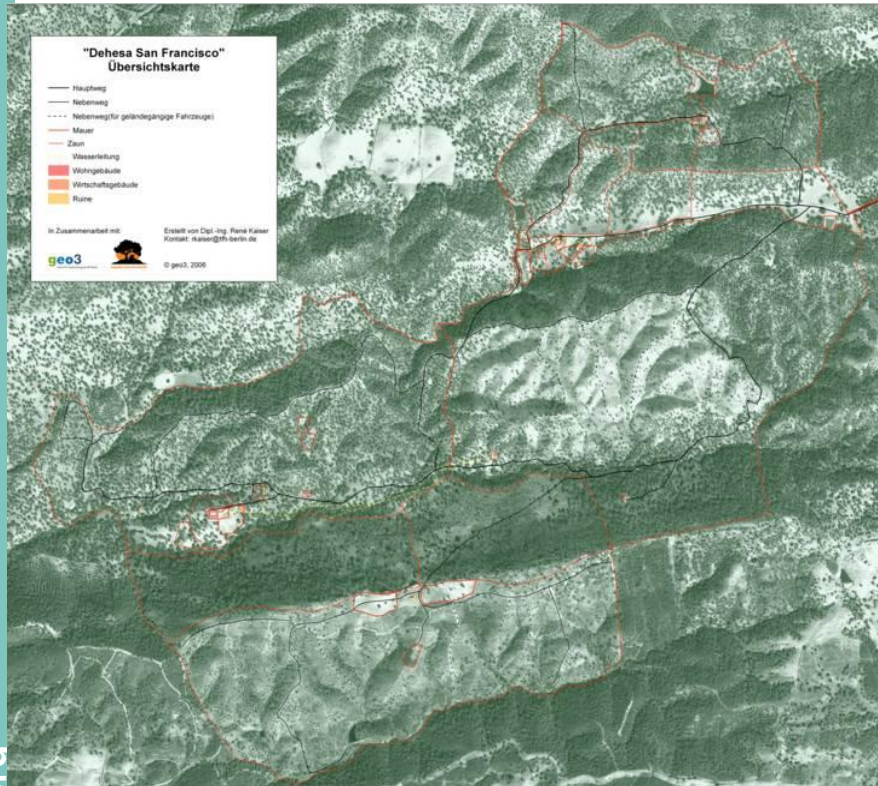 "Dehesa San Francisco"
Übersichtskarte
Hauptweg
Nebenweg
Nebenweg(für geländegängige Fahrzeuge)
Mauer
Zaun
Wasserleitung
Wohngebäude
Wirtschaftsgebäude
Ruine
In Zusammenarbeit mit:
Erstellt von Dipl.-Ing. René Kaiser
Kontakt: rkaiser@tfh-berlin.de
geo3
© geo3, 2006